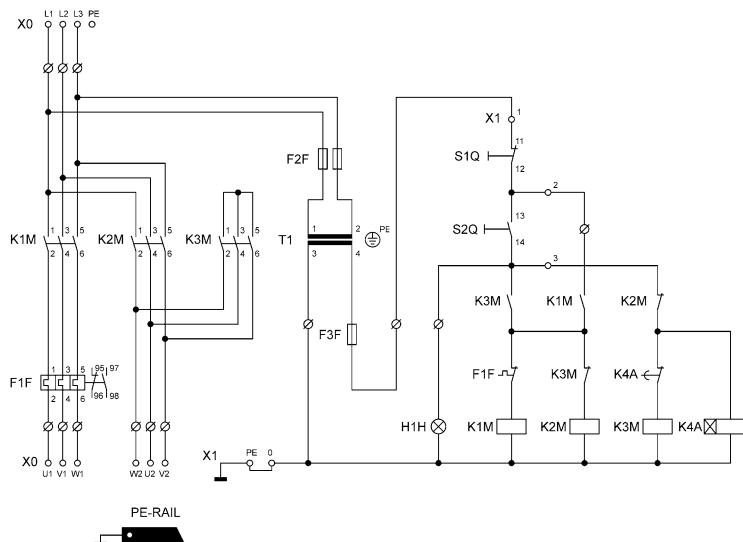 L1 L2 L3 PE
X0
X1 1
11
S1Q
12
F2F
2
13
S2Q
14
1 3 5 1 3 5 1 3 5
K1M K2M K3M
2 4 6 2 4 6 2 4 6
1 2 PE
T1
3 4
3
K3M K1M K2M
F3F
1 3 5 95 97
F1F
2 4 6 96 98
F1F K3M K4A
H1H K1M K2M K3M K4A
X0
U1 V1 W1 W2 U2 V2
X1 PE 0
PE-RAIL